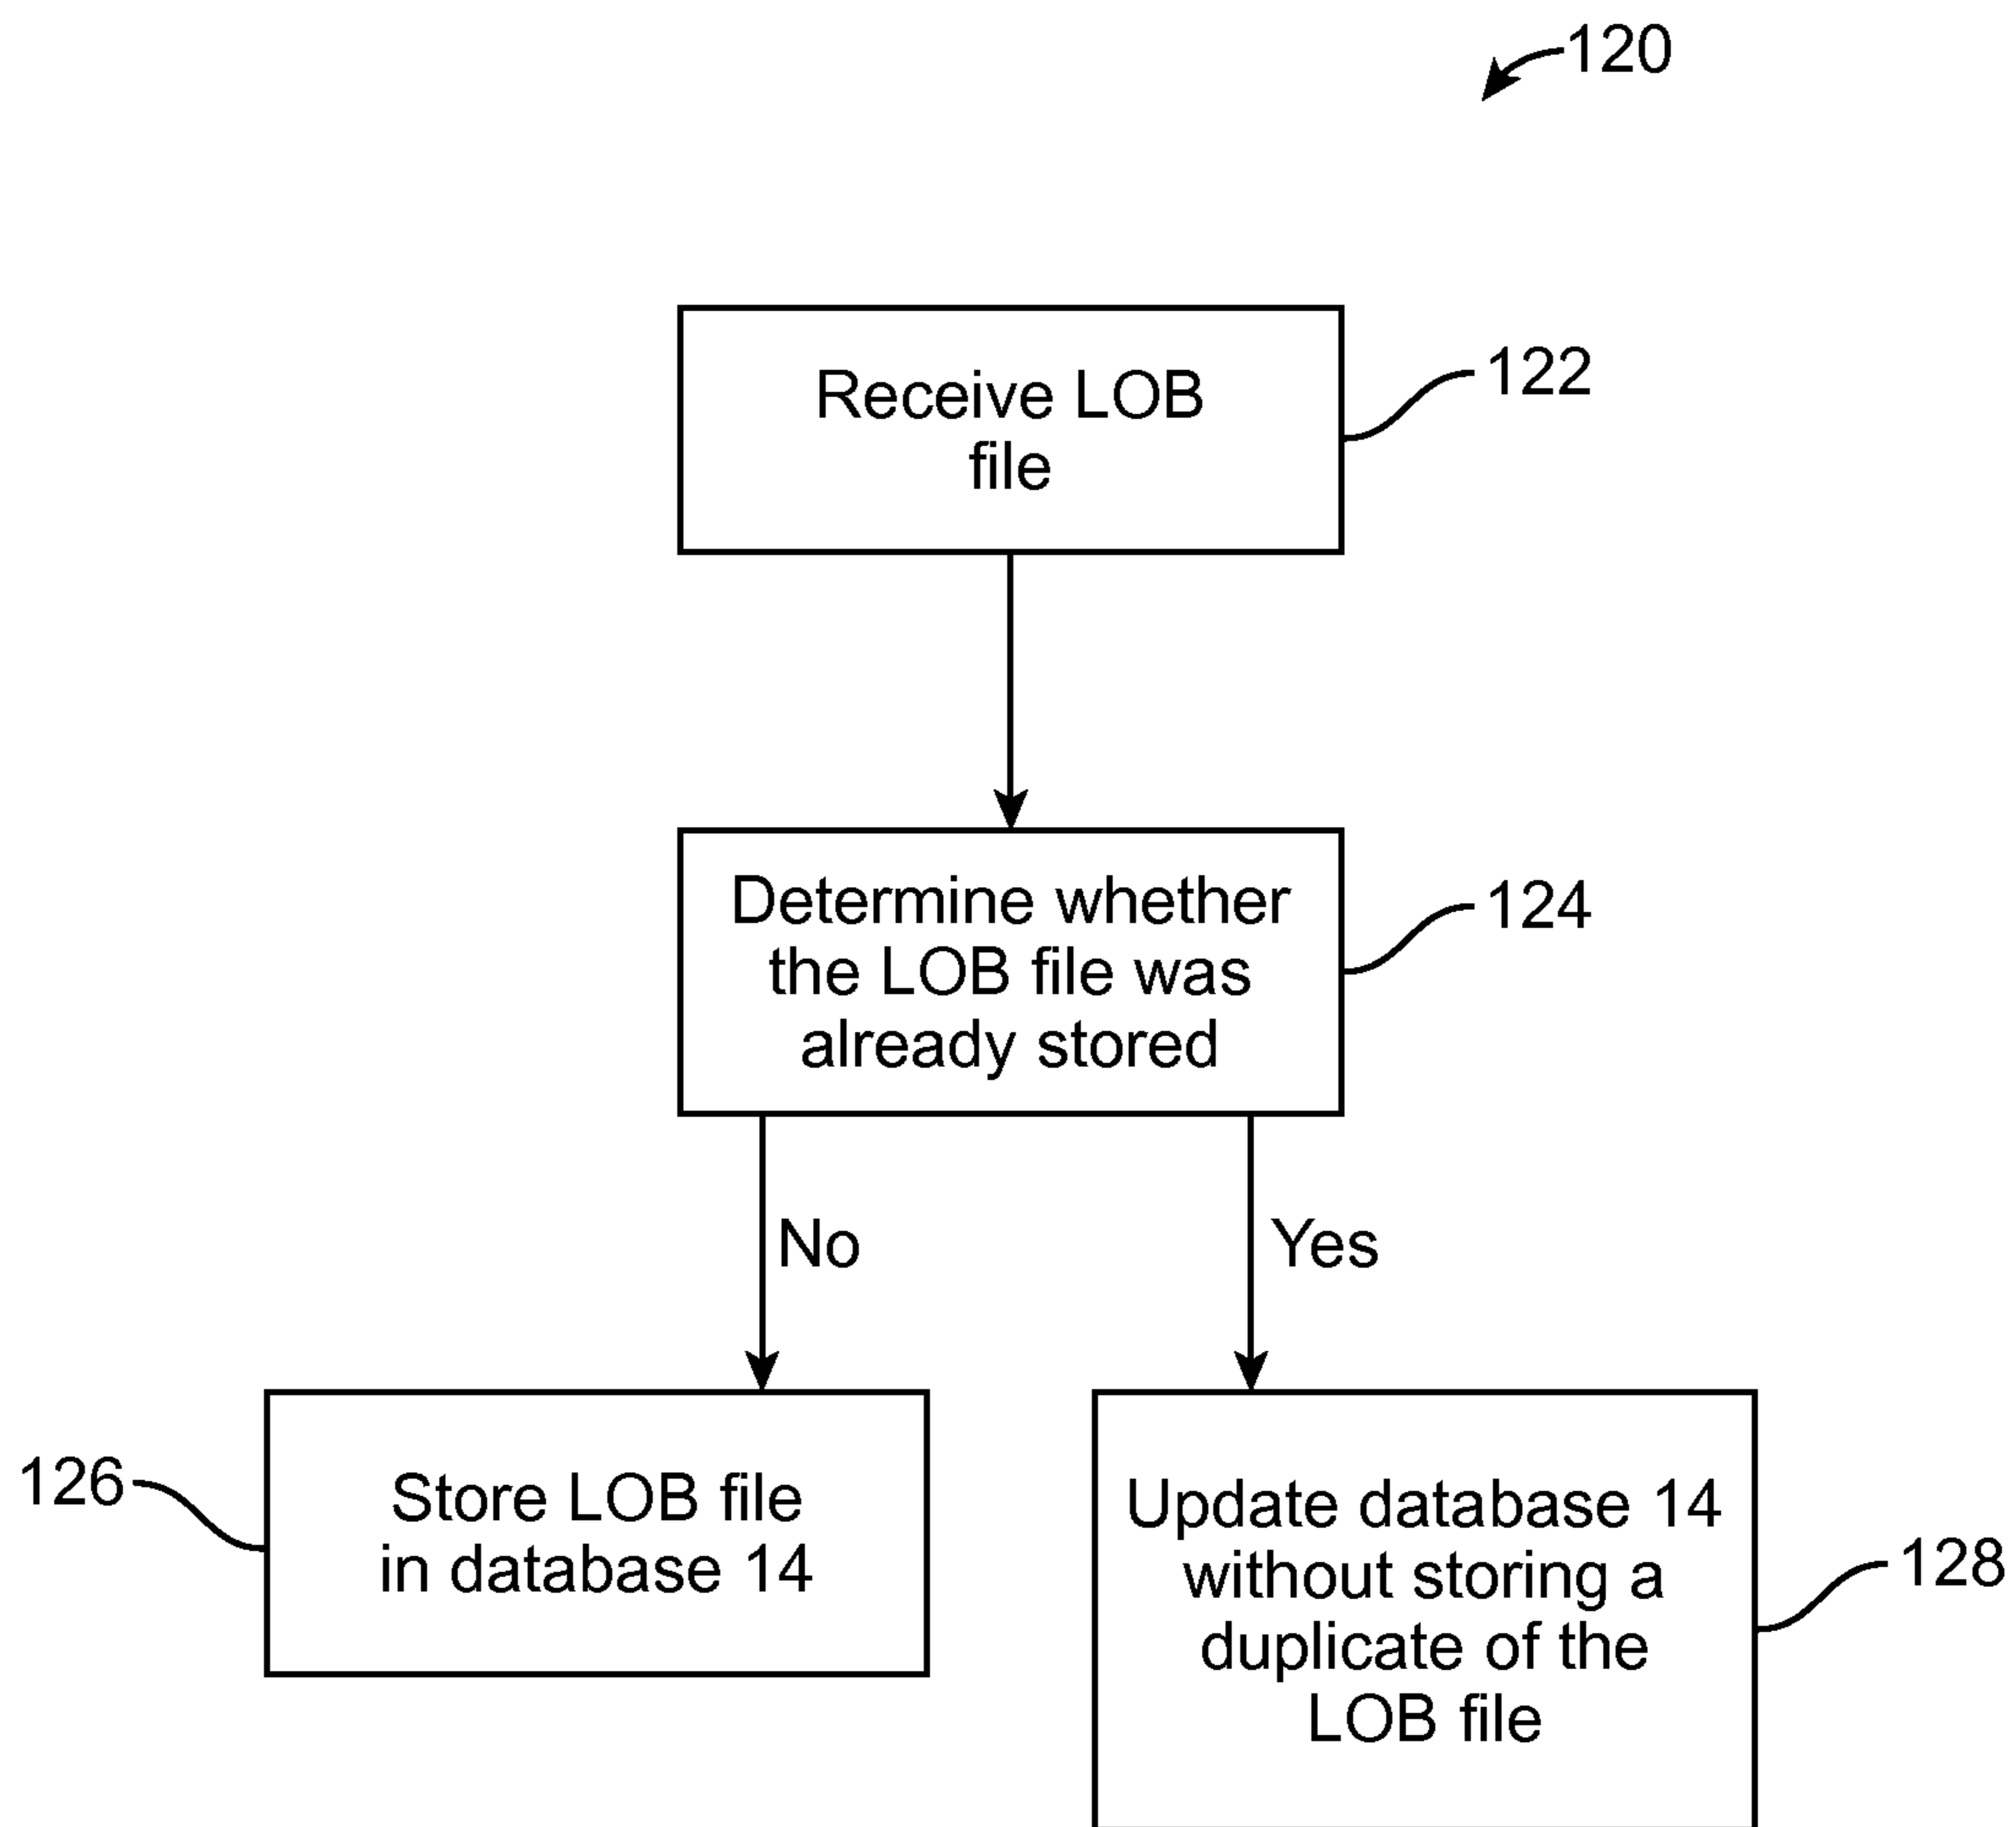 120
Receive LOB
file
122
Determine whether
the LOB file was
already stored
124
No
Yes
126
Store LOB file
in database 14
Update database 14
without storing a
duplicate of the
LOB file
128